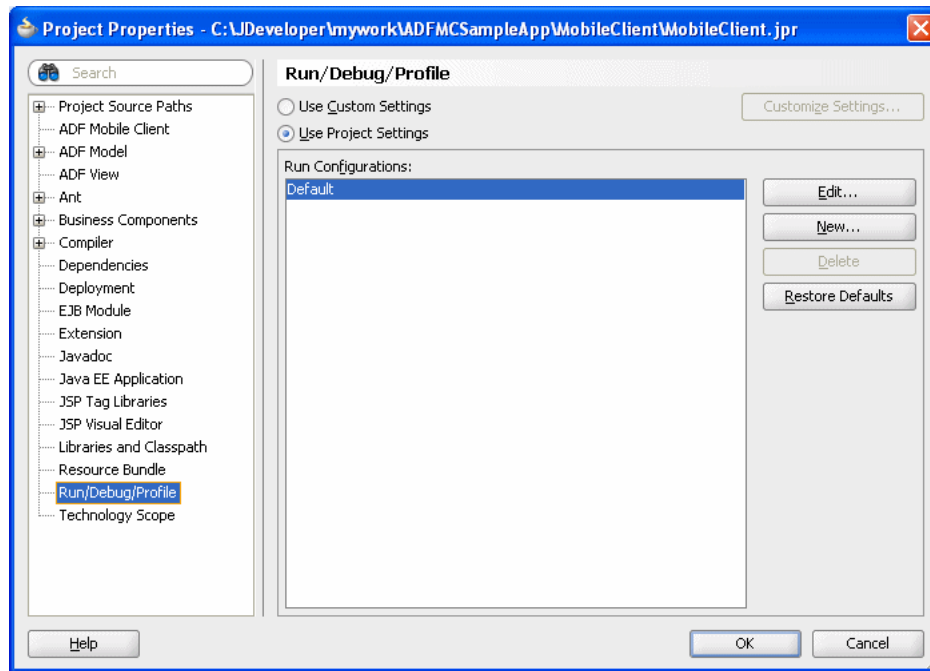 Project Properties - C:\JDeveloper\mywork\ADFMCSampleApp\MobileClient\MobileClient.jpr
Search
Project Source Paths
ADF Mobile Client
ADF Model
ADF View
Ant
Business Components
Compiler
Dependencies
Deployment
EJB Module
Extension
Javadoc
Java EE Application
JSP Tag Libraries
JSP Visual Editor
Libraries and Classpath
Resource Bundle
Run/Debug/Profile
Technology Scope
Run/Debug/Profile
Use Custom Settings
Customize Settings...
Use Project Settings
Run Configurations:
Default
Edit...
New...
Delete
Restore Defaults
Help
OK
Cancel